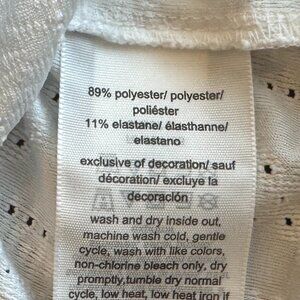 89% polyester/ polyester/
poliéster
11% elastane/ élasthanne/
elastano
exclusive of decoration/ sauf
décoration/ excluye la
decoración
wash and dry inside out,
machine wash cold, gentle
cycle, wash with like colors,
non-chlorine bleach only, dry
promptly,tumble dry normal
cycle, low heat, low iron if